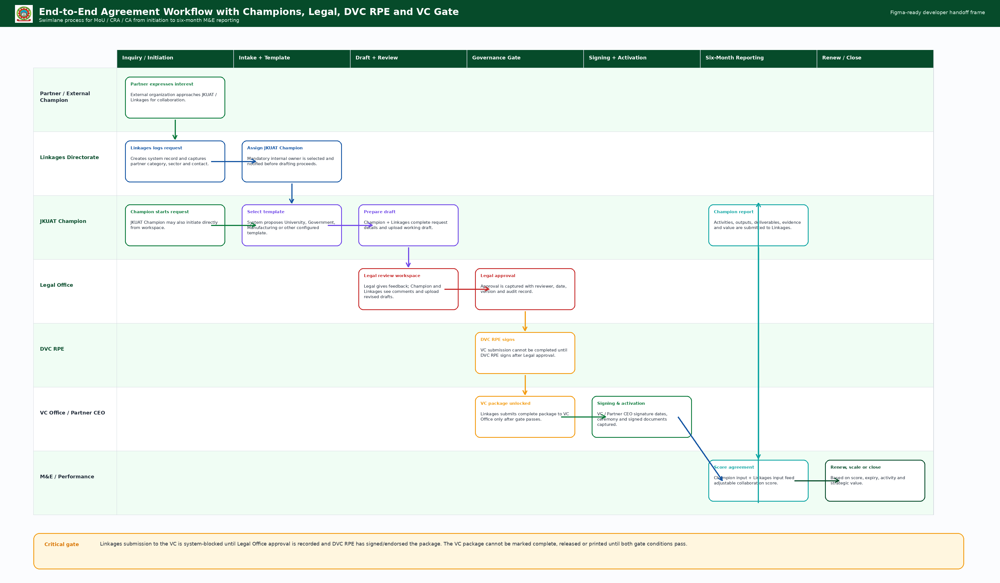 End-to-End Agreement Workflow with Champions, Legal, DVC RPE and VC Gate
Swimlane process for MoU / CRA / CA from initiation to six-month M&E reporting
Figma-ready developer handoff frame
Inquiry / Initiation
Intake + Template
Draft + Review
Governance Gate
Signing + Activation
Six-Month Reporting
Renew / Close
Partner / External
Champion
Partner expresses interest
External organization approaches JKUAT /
Linkages for collaboration.
Linkages Directorate
Linkages logs request
Creates system record and captures
partner category, sector and contact.
Assign JKUAT Champion
Mandatory internal owner is selected and
notified before drafting proceeds.
JKUAT Champion
Champion starts request
JKUAT Champion may also initiate directly
from workspace.
Select template
System proposes University, Government,
Manufacturing or other configured
template.
Prepare draft
Champion + Linkages complete request
details and upload working draft.
Champion report
Activities, outputs, deliverables, evidence
and value are submitted to Linkages.
Legal Office
Legal review workspace
Legal gives feedback; Champion and
Linkages see comments and upload
revised drafts.
Legal approval
Approval is captured with reviewer, date,
version and audit record.
DVC RPE
DVC RPE signs
VC submission cannot be completed until
DVC RPE signs after Legal approval.
VC Office / Partner CEO
VC package unlocked
Linkages submits complete package to VC
Office only after gate passes.
Signing & activation
VC / Partner CEO signature dates,
ceremony and signed documents
captured.
M&E / Performance
Score agreement
Champion input + Linkages input feed
adjustable collaboration score.
Renew, scale or close
Based on score, expiry, activity and
strategic value.
Critical gate
Linkages submission to the VC is system-blocked until Legal Office approval is recorded and DVC RPE has signed/endorsed the package. The VC package cannot be marked complete, released or printed until both gate conditions pass.